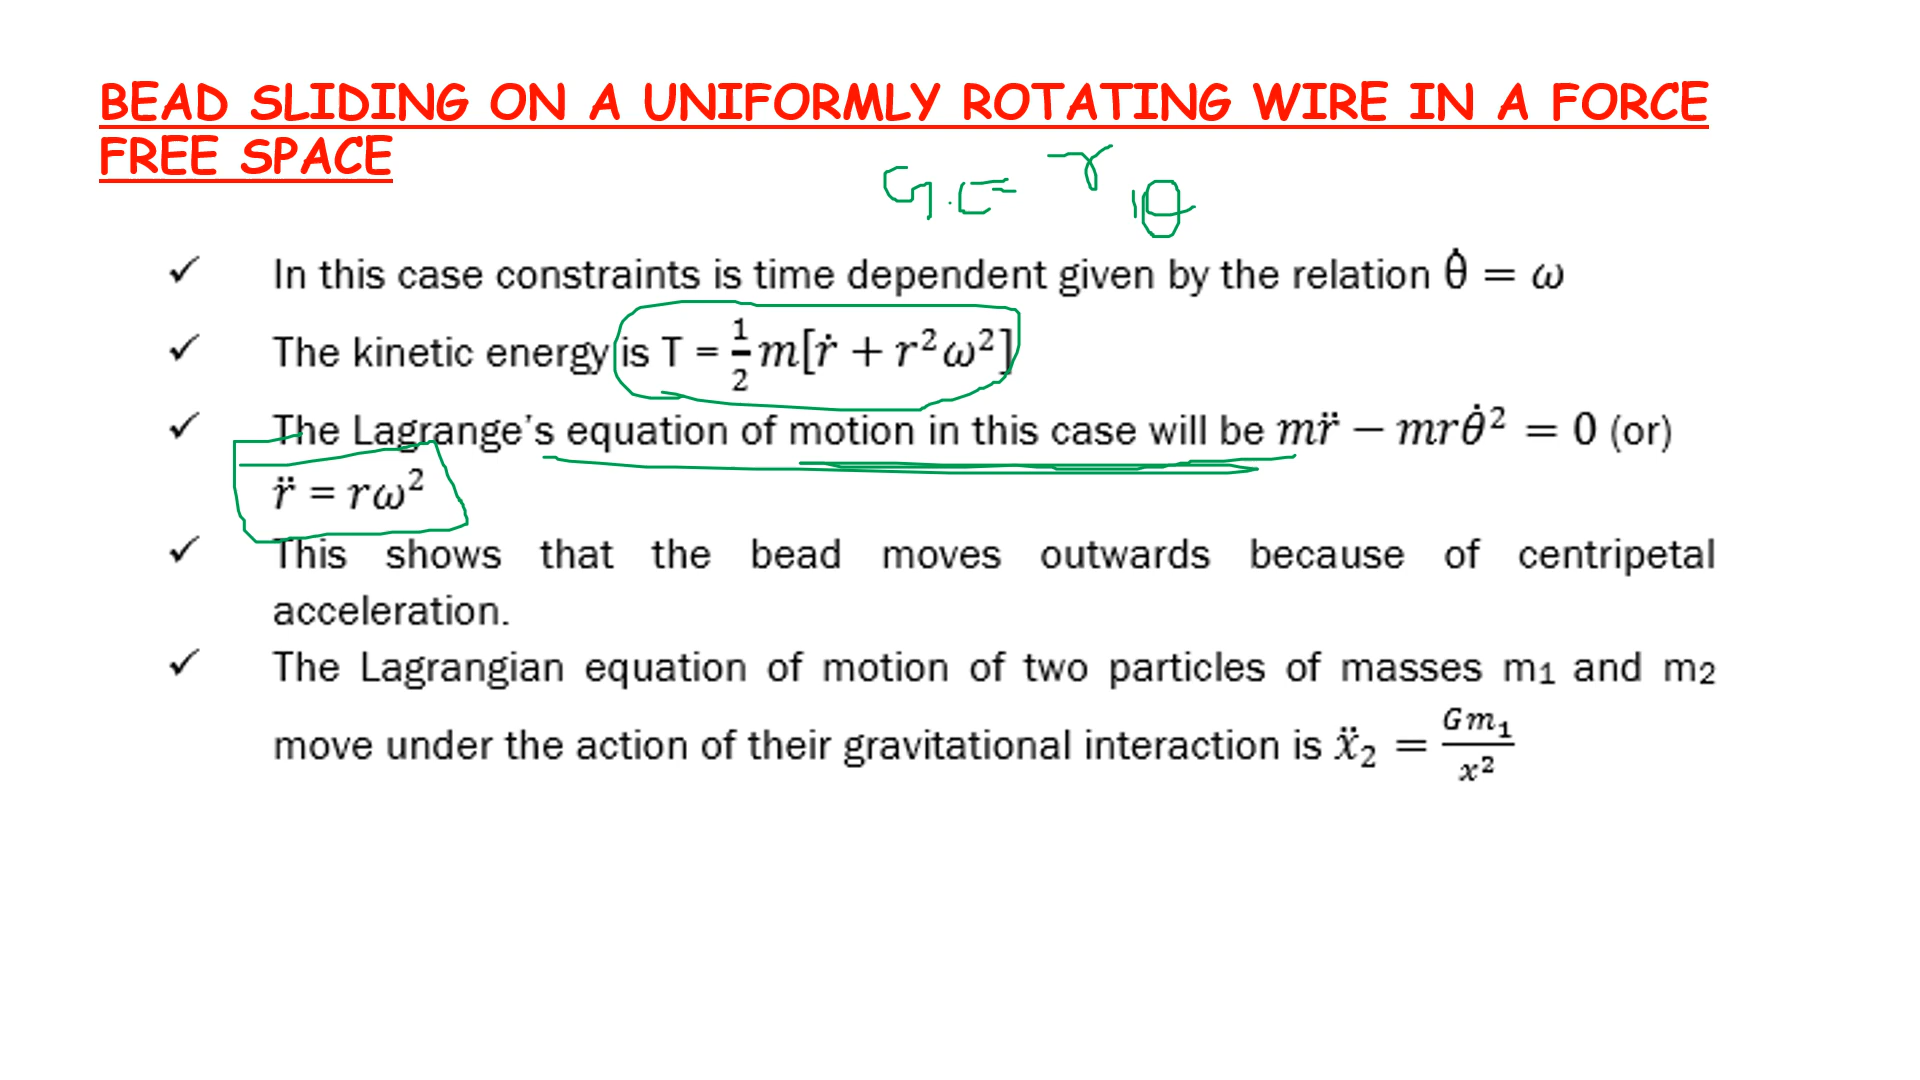 BEAD SLIDING ON A UNIFORMLY ROTATING WIRE IN A FORCE
FREE SPACE
G.C = r, θ
✓ In this case constraints is time dependent given by the relation θ̇ = ω
✓ The kinetic energy is T = ½m[ṙ + r²ω²]
✓ The Lagrange's equation of motion in this case will be mr̈ − mrθ̇² = 0 (or)
r̈ = rω²
✓ This shows that the bead moves outwards because of centripetal
acceleration.
✓ The Lagrangian equation of motion of two particles of masses m₁ and m₂
move under the action of their gravitational interaction is ẍ₂ = Gm₁/x²